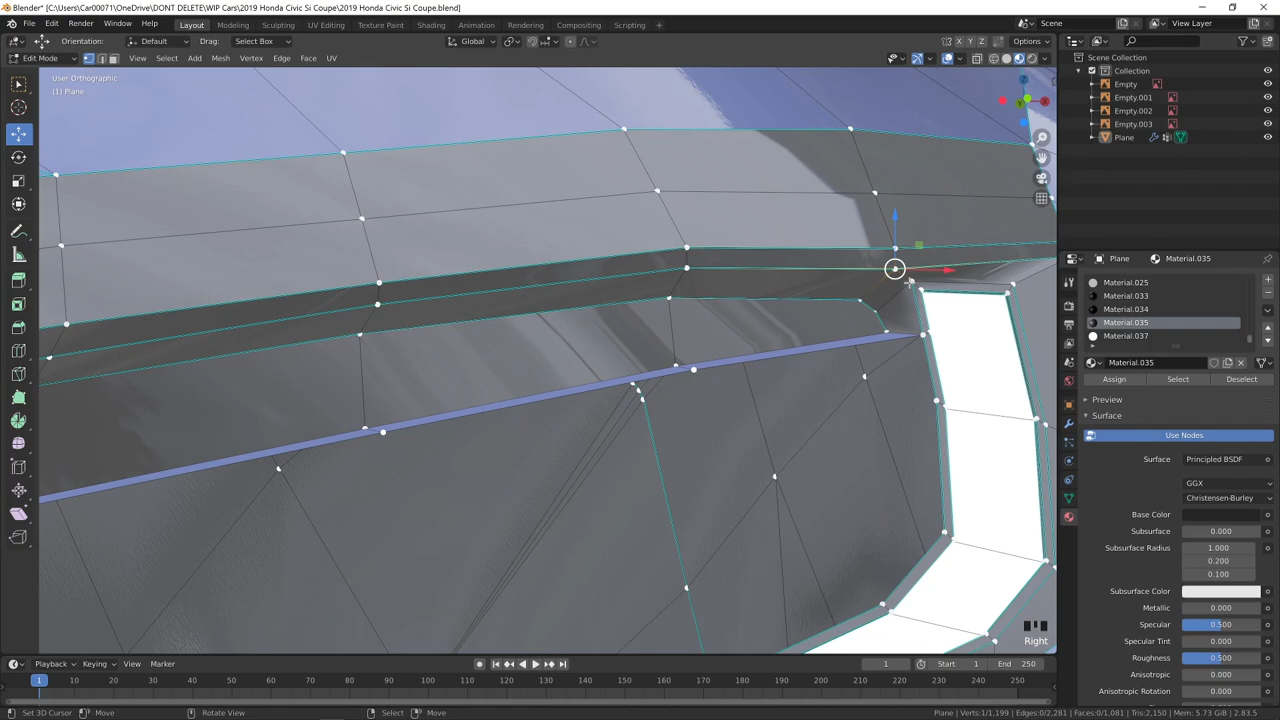 Blender* [C:\Users\Car00071\OneDrive\DONT DELETE\WIP Cars\2019 Honda Civic Si Coupe\2019 Honda Civic Si Coupe.blend]
File Edit Render Window Help Layout Modeling Sculpting UV Editing Texture Paint Shading Animation Rendering Compositing Scripting Scene View Layer
Orientation: Default Drag: Select Box Global X Y Z Options
Edit Mode View Select Add Mesh Vertex Edge Face UV
User Orthographic
(1) Plane
Scene Collection
Collection
Empty
Empty.001
Empty.002
Empty.003
Plane
Plane Material.035
Material.025
Material.033
Material.034
Material.035
Material.037
Material.035
Assign Select Deselect
Preview
Surface
Use Nodes
Surface Principled BSDF
GGX
Christensen-Burley
Base Color
Subsurface 0.000
Subsurface Radius 1.000
0.200
0.100
Subsurface Color
Metallic 0.000
Specular 0.500
Specular Tint 0.000
Roughness 0.500
Anisotropic 0.000
Anisotropic Rotation 0.000
Right
Playback Keying View Marker 1 Start 1 End 250
1 10 20 30 40 50 60 70 80 90 100 110 120 130 140 150 160 170 180 190 200 210 220 230 240 250
Set 3D Cursor Move Rotate View Select Move Plane | Verts:1/1,199 | Edges:0/2,281 | Faces:0/1,081 | Tris:2,150 | Mem: 5.73 GiB | 2.83.5